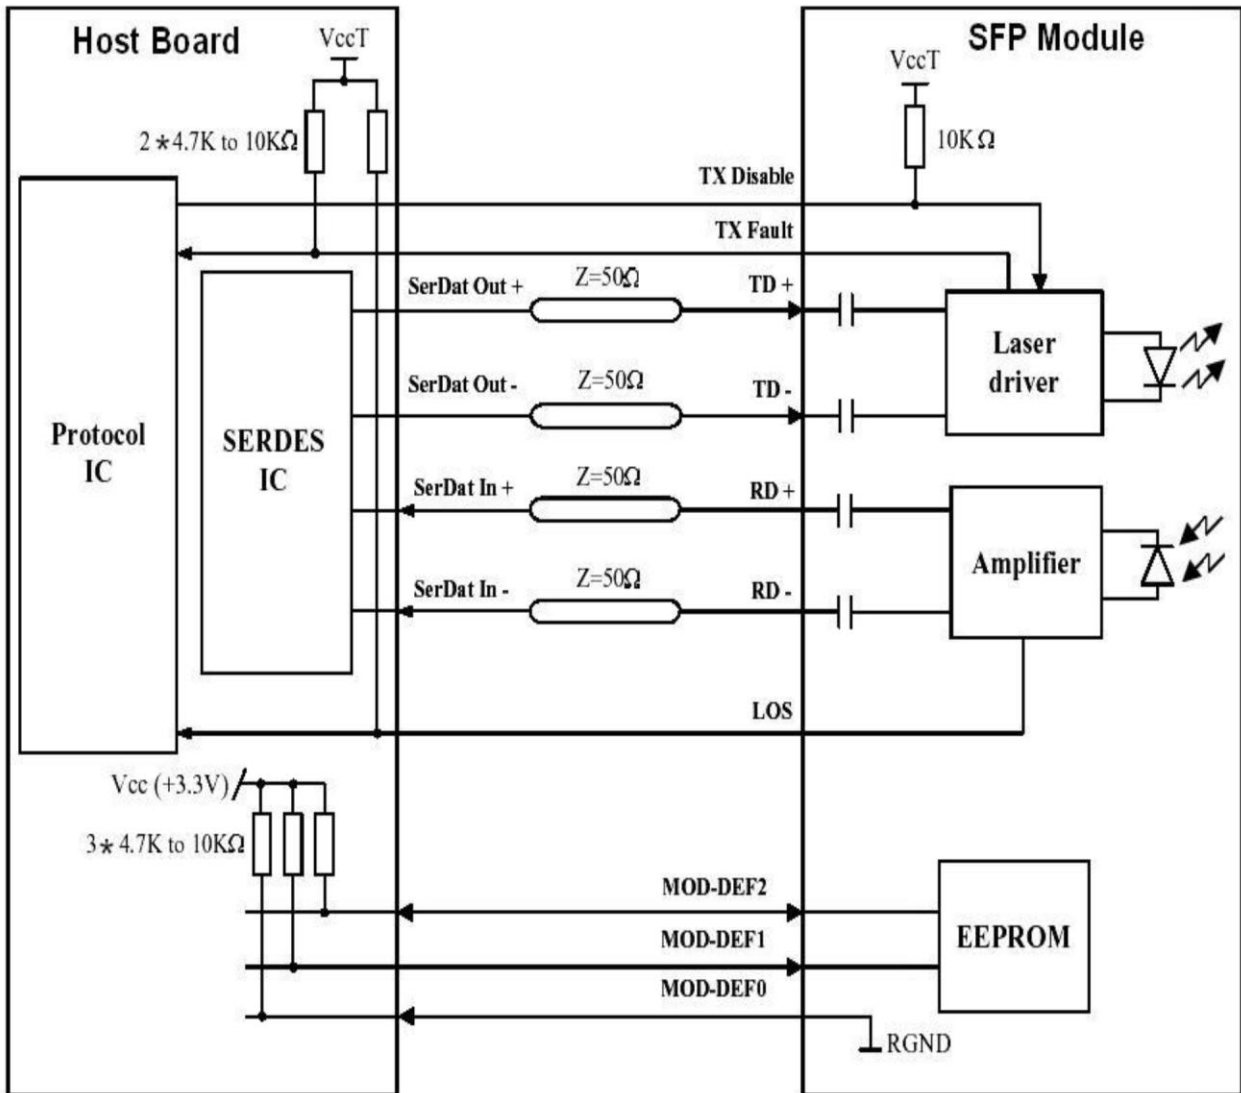 Host Board
SFP Module
VccT
VccT
2*4.7K to 10KΩ
10KΩ
TX Disable
TX Fault
SerDat Out +
Z=50Ω
TD +
Laser
driver
SerDat Out -
Z=50Ω
TD -
Protocol
IC
SERDES
IC
SerDat In +
Z=50Ω
RD +
Amplifier
SerDat In -
Z=50Ω
RD -
LOS
Vcc (+3.3V)
3*4.7K to 10KΩ
MOD-DEF2
EEPROM
MOD-DEF1
MOD-DEF0
RGND